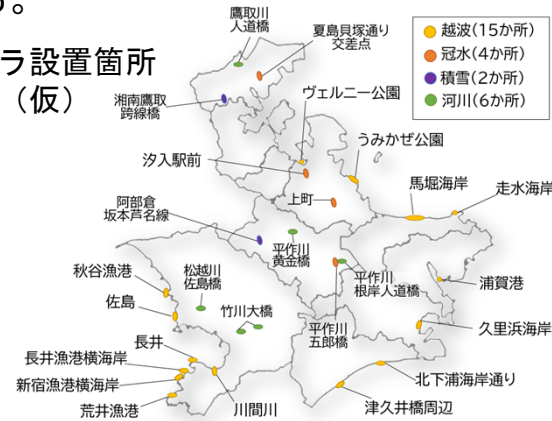 る。
ラ設置箇所
（仮）
越波（15か所）
冠水（4か所）
積雪（2か所）
河川（6か所）
鷹取川
人道橋
夏島貝塚通り
交差点
湘南鷹取
跨線橋
ヴェルニー公園
うみかぜ公園
汐入駅前
馬堀海岸
走水海岸
上町
阿部倉
坂本芦名線
平作川
黄金橋
秋谷漁港
松越川
佐島橋
平作川
根岸人道橋
浦賀港
佐島
竹川大橋
平作川
五郎橋
久里浜海岸
長井
長井漁港横海岸
新宿漁港横海岸
北下浦海岸通り
荒井漁港
川間川
津久井橋周辺